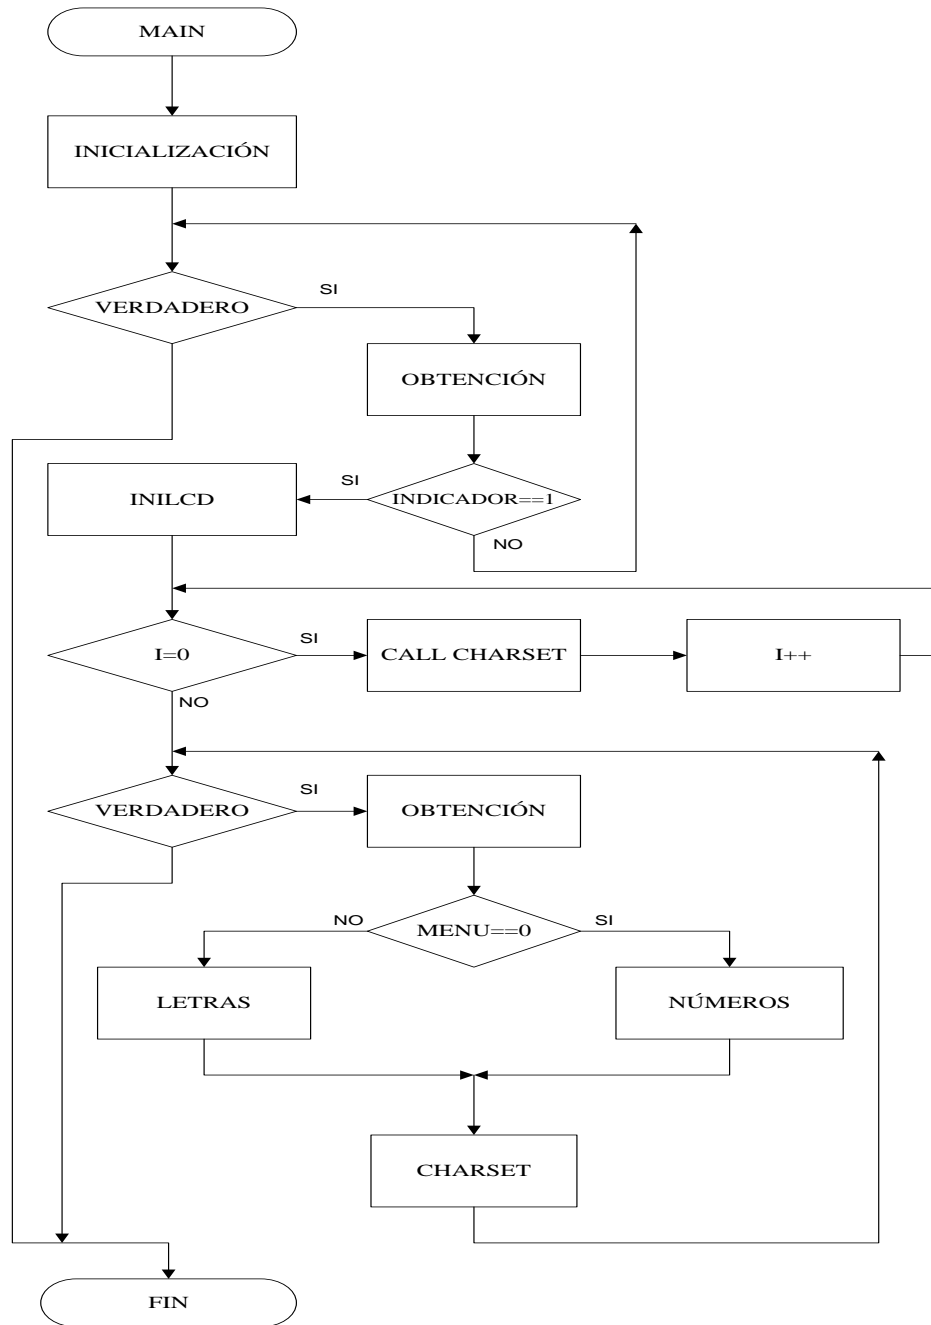 MAIN
INICIALIZACIÓN
SI
VERDADERO
OBTENCIÓN
SI
INILCD
INDICADOR==1
NO
SI
I=0
CALL CHARSET
I++
NO
SI
VERDADERO
OBTENCIÓN
NO
MENU==0
SI
LETRAS
NÚMEROS
CHARSET
FIN